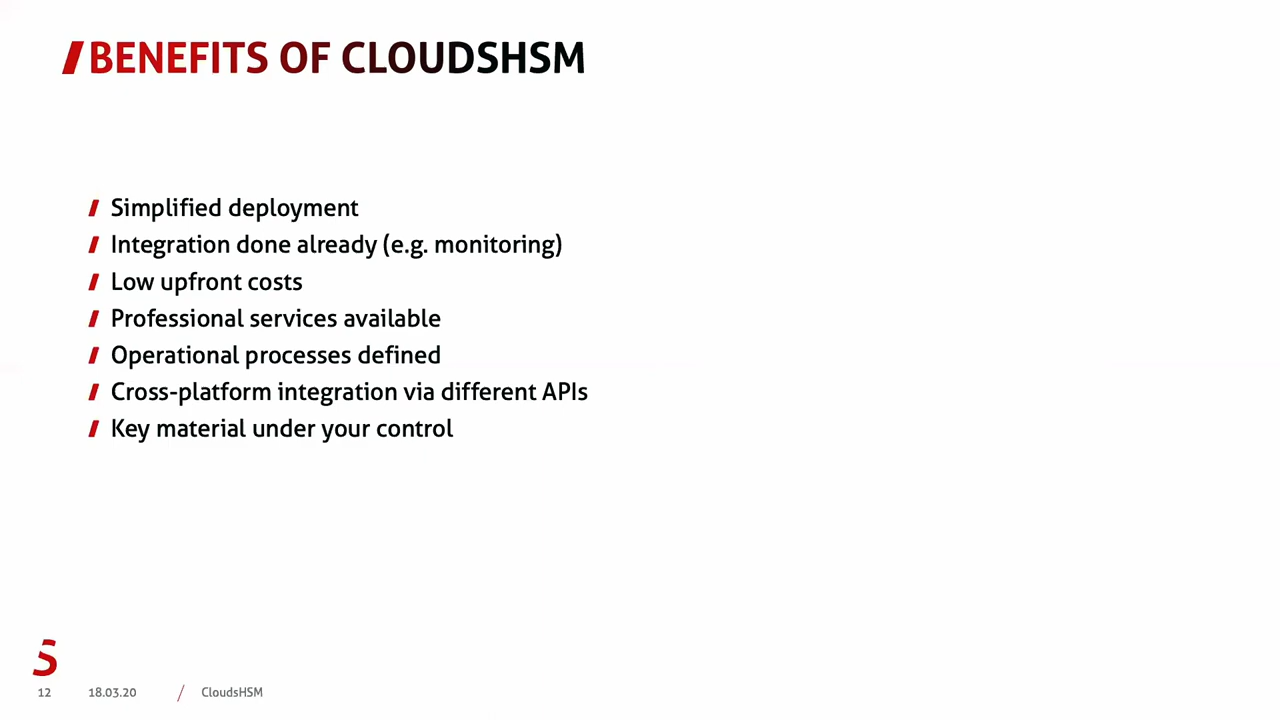 BENEFITS OF CLOUDSHSM
Simplified deployment
Integration done already (e.g. monitoring)
Low upfront costs
Professional services available
Operational processes defined
Cross-platform integration via different APIs
Key material under your control
S
12 18.03.20 / CloudsHSM